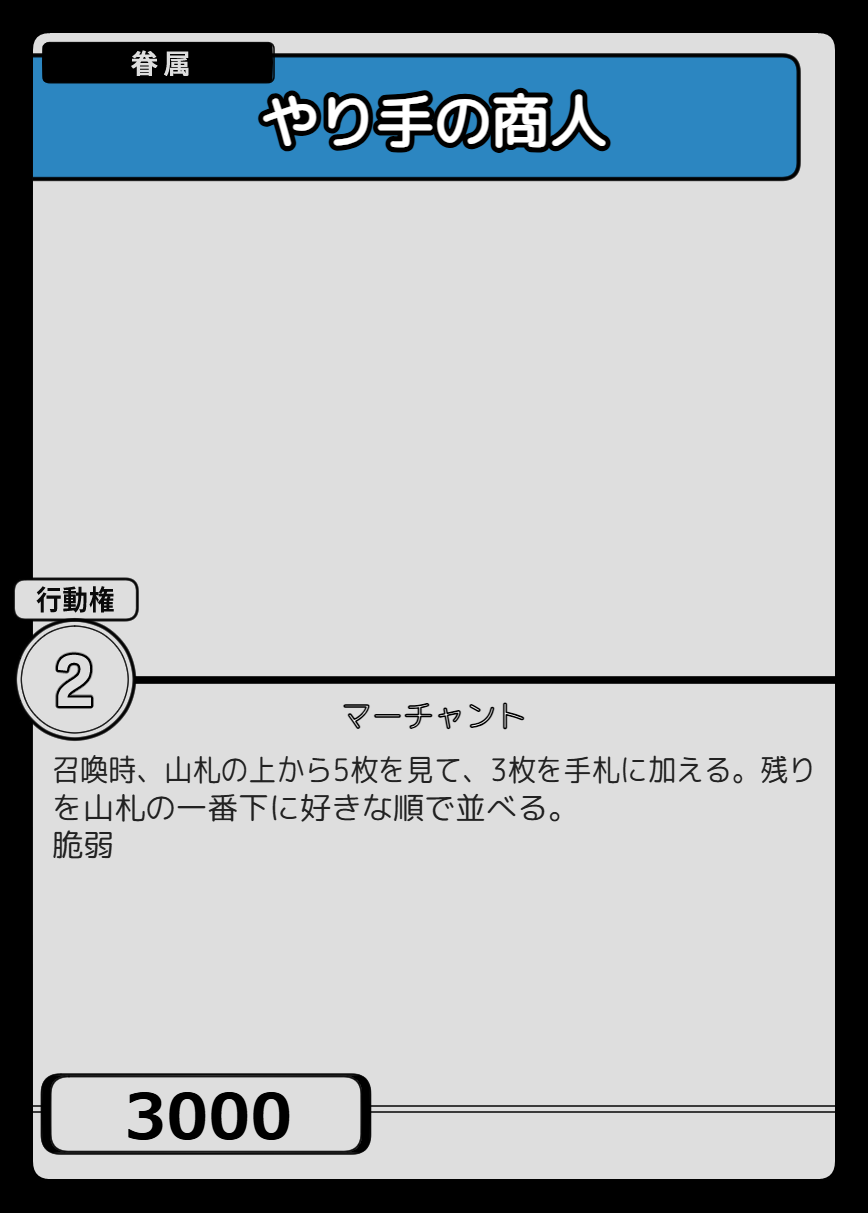 眷属
やり手の商人
行動権
2
マーチャント
召喚時、山札の上から5枚を見て、3枚を手札に加える。残り
を山札の一番下に好きな順で並べる。
脆弱
3000